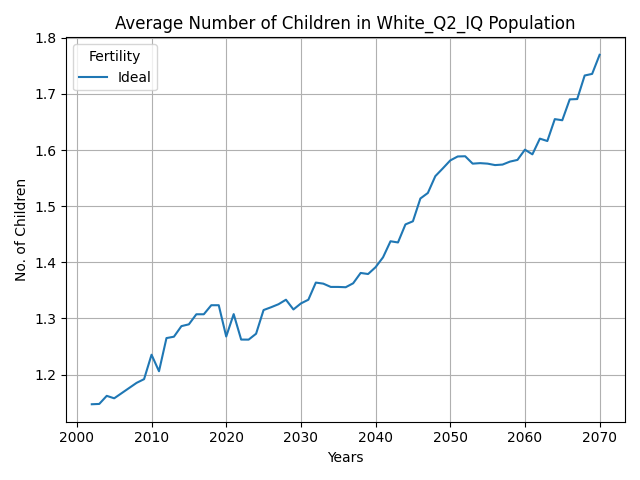 Average Number of Children in White_Q2_IQ Population
Fertility
Ideal
No. of Children
1.8
1.7
1.6
1.5
1.4
1.3
1.2
2000 2010 2020 2030 2040 2050 2060 2070
Years